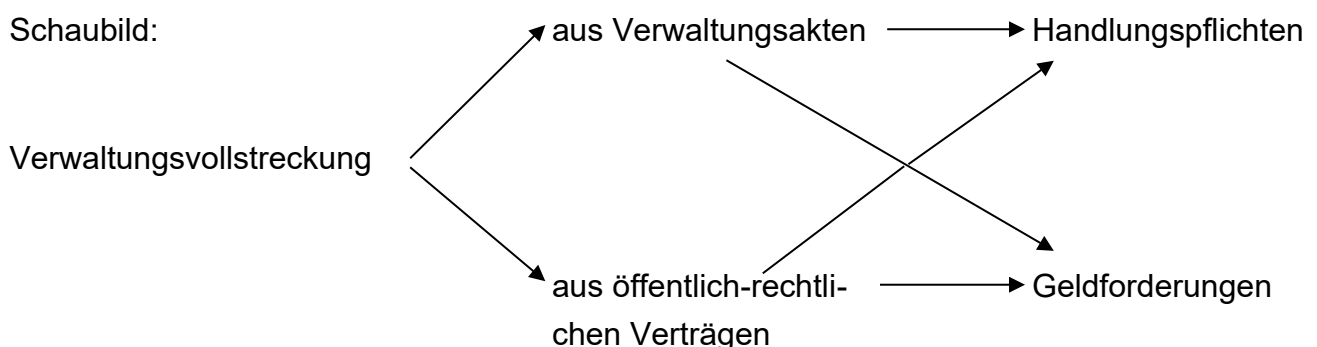 Schaubild:
aus Verwaltungsakten
Handlungspflichten
Verwaltungsvollstreckung
aus öffentlich-rechtli-
chen Verträgen
Geldforderungen